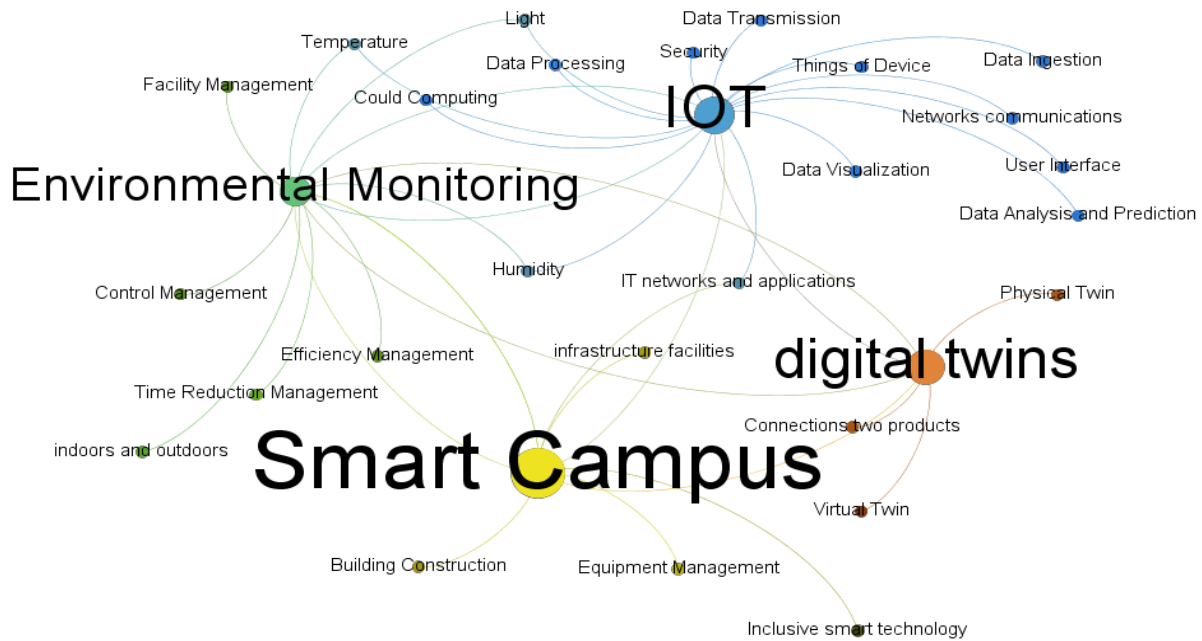 Light
Data Transmission
Temperature
Security
Data Processing
Things of Device
Data Ingestion
Facility Management
Could Computing
IOT
Networks communications
Data Visualization
User Interface
Environmental Monitoring
Data Analysis and Prediction
Humidity
IT networks and applications
Control Management
Physical Twin
Efficiency Management
infrastructure facilities
digital twins
Time Reduction Management
Connections two products
indoors and outdoors
Smart Campus
Virtual Twin
Building Construction
Equipment Management
Inclusive smart technology